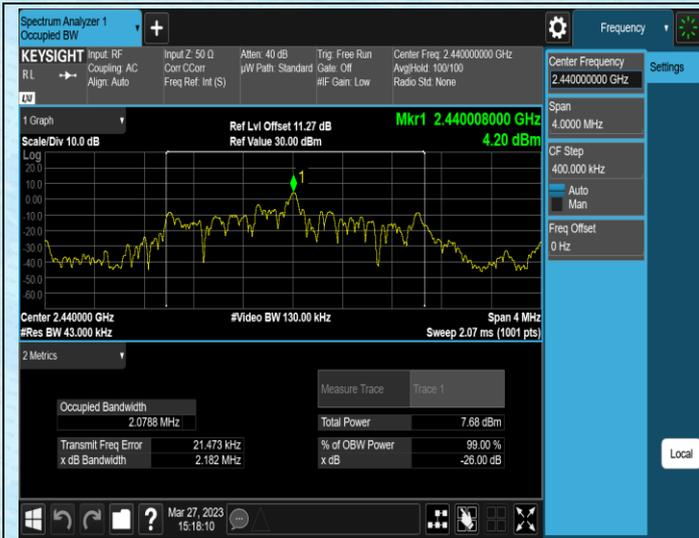 Spectrum Analyzer 1
Occupied BW
Frequency
KEYSIGHT
Input: RF
Input Z: 50 Ω
Atten: 40 dB
Trig: Free Run
Center Freq: 2.440000000 GHz
R L
Coupling: AC
Corr CCorr
µW Path: Standard
Gate: Off
Avg|Hold: 100/100
Align: Auto
Freq Ref: Int (S)
#IF Gain: Low
Radio Std: None
LXI
Center Frequency
2.440000000 GHz
Settings
Span
4.0000 MHz
CF Step
400.000 kHz
Auto
Man
Freq Offset
0 Hz
Local
1 Graph
Ref Lvl Offset 11.27 dB
Mkr1 2.440008000 GHz
Scale/Div 10.0 dB
Ref Value 30.00 dBm
4.20 dBm
Log
20.0
10.0
0.00
-10.0
-20.0
-30.0
-40.0
-50.0
-60.0
1
Center 2.440000 GHz
#Video BW 130.00 kHz
Span 4 MHz
#Res BW 43.000 kHz
Sweep 2.07 ms (1001 pts)
2 Metrics
Measure Trace
Trace 1
Occupied Bandwidth
2.0788 MHz
Total Power
7.68 dBm
Transmit Freq Error
21.473 kHz
% of OBW Power
99.00 %
x dB Bandwidth
2.182 MHz
x dB
-26.00 dB
?
Mar 27, 2023
15:18:10